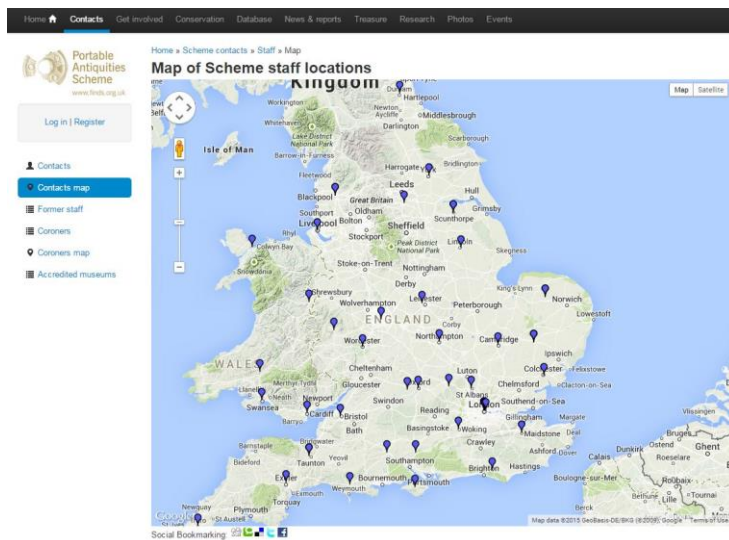 Home Contacts Get involved Conservation Database News & reports Treasure Research Photos Events
Portable
Antiquities
Scheme
www.finds.org.uk
Log in | Register
Contacts
Contacts map
Former staff
Coroners
Coroners map
Accredited museums
Home » Scheme contacts » Staff » Map
Map of Scheme staff locations
Map Satellite
Kingdom
Durham
Hartlepool
Workington
Newton
Aycliffe
Middlesbrough
Whitehaven
Darlington
Lake District
National Park
Scarborough
Isle of Man
Barrow-in-Furness
Harrogate
York
Bridlington
Fleetwood
Leeds
Blackpool
Great Britain
Hull
Southport
Oldham
Grimsby
Scunthorpe
Liverpool
Bolton
Sheffield
Rhyl
Stockport
Colwyn Bay
Peak District
National Park
Lincoln
Skegness
Snowdonia
Stoke-on-Trent
Nottingham
Derby
King's Lynn
Shrewsbury
Leicester
Norwich
Wolverhampton
Peterborough
Lowestoft
ENGLAND
Corby
Worcester
Northampton
Cambridge
Ipswich
WALES
Cheltenham
Luton
Colchester
Felixstowe
Merthyr Tydfil
Gloucester
Oxford
Chelmsford
Clacton-on-Sea
Llanelli
Neath
Newport
St Albans
Swansea
Swindon
London
Southend-on-Sea
Cardiff
Bristol
Reading
Gillingham
Margate
Barry
Bath
Basingstoke
Woking
Maidstone
Deal
Vlissingen
Crawley
Ashford
Dover
Barnstaple
Bridgwater
Bruges
Bideford
Taunton
Yeovil
Southampton
Calais
Dunkirk
Ostend
Ghent
Roeselare
Brighton
Hastings
Exeter
Bournemouth
Portsmouth
Boulogne-sur-Mer
Exmouth
Weymouth
Roubaix
Torquay
Bethune
Lille
Tournai
Newquay
Plymouth
Berck
St Austell
Lens
Google
Map data ©2015 GeoBasis-DE/BKG (©2009), Google
Terms of Use
Social Bookmarking: